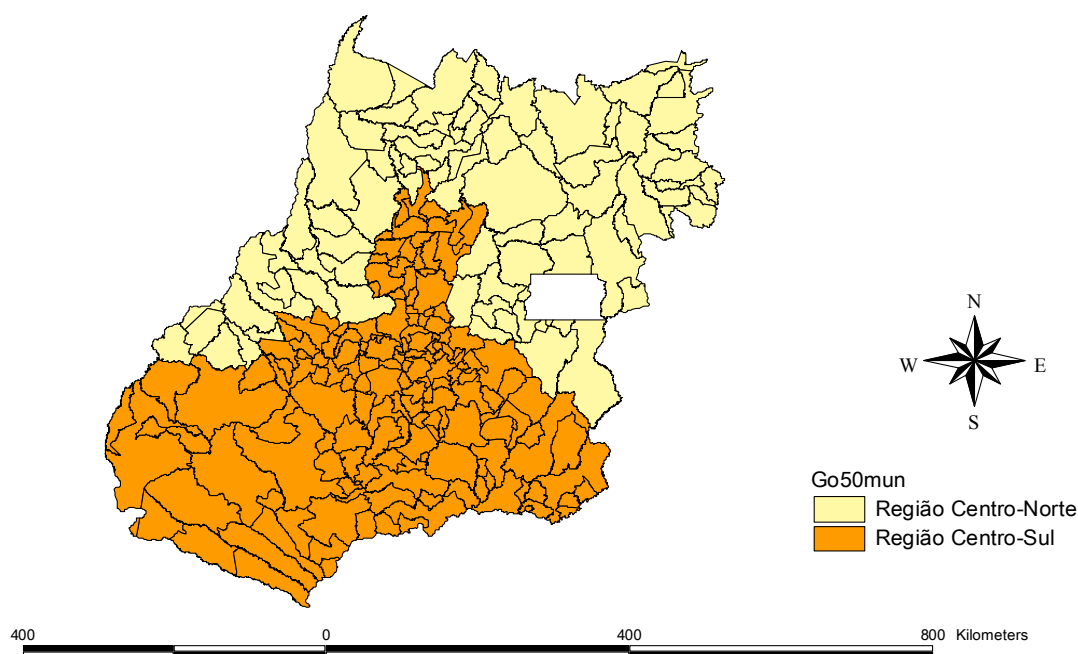 N
W E
S
Go50mun
Região Centro-Norte
Região Centro-Sul
400 0 400 800 Kilometers